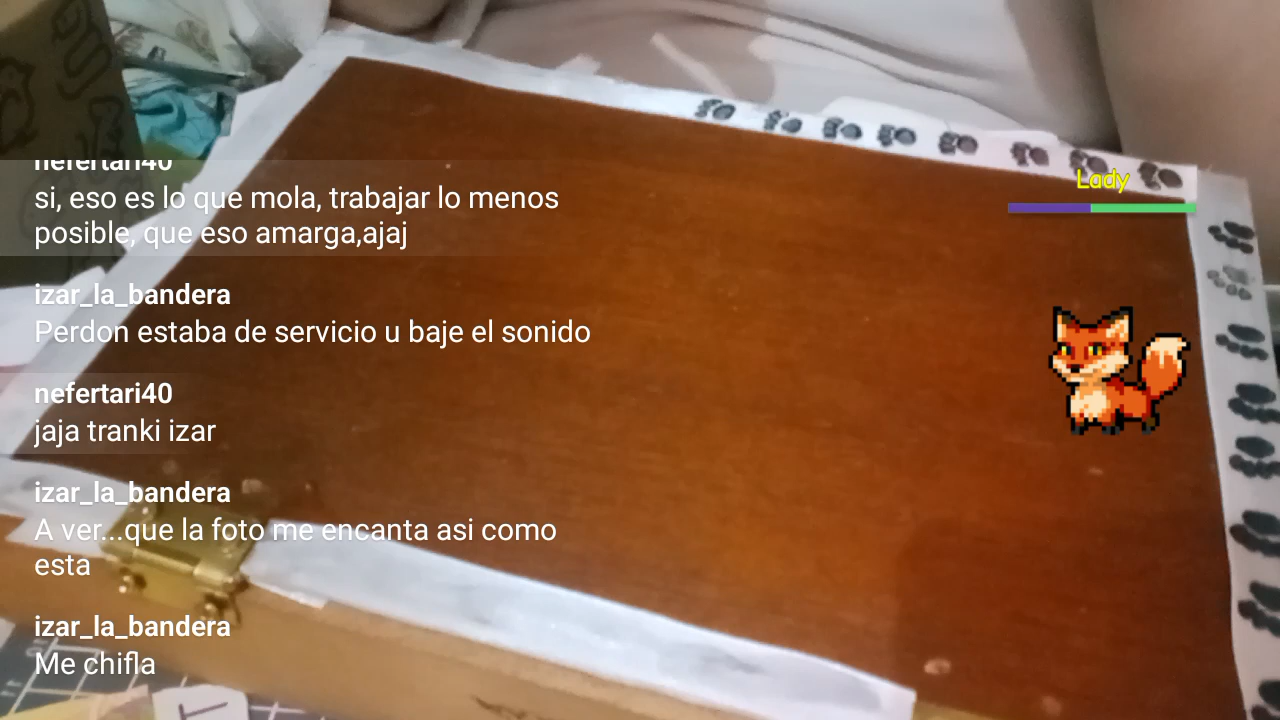 nefertari40
si, eso es lo que mola, trabajar lo menos
posible, que eso amarga,ajaj
izar_la_bandera
Perdon estaba de servicio u baje el sonido
nefertari40
jaja tranki izar
izar_la_bandera
A ver...que la foto me encanta asi como
esta
izar_la_bandera
Me chifla
Lady